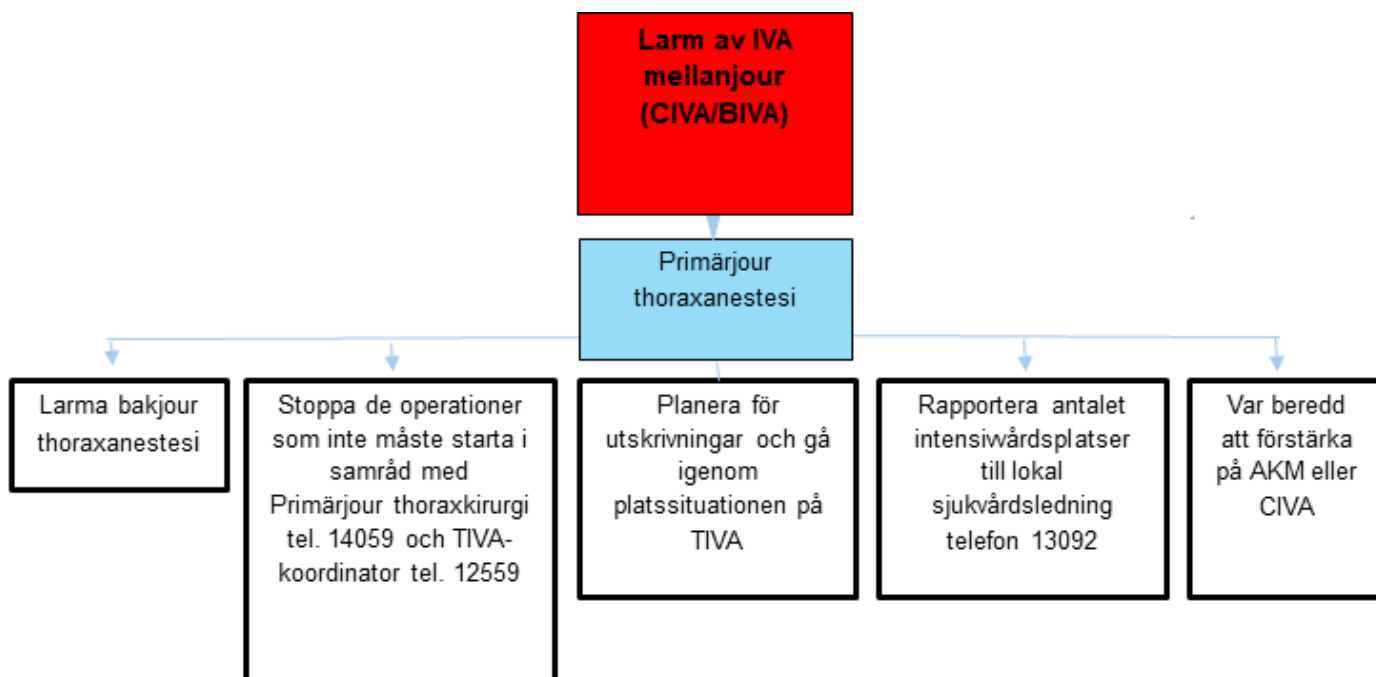 Larm av IVA
mellanjour
(CIVA/BIVA)
Primärjour
thoraxanestesi
Larma bakjour
thoraxanestesi
Stoppa de operationer
som inte måste starta i
samråd med
Primärjour thoraxkirurgi
tel. 14059 och TIVA-
koordinator tel. 12559
Planera för
utskrivningar och gå
igenom
platssituationen på
TIVA
Rapportera antalet
intensivvårdsplatser
till lokal
sjukvårdsledning
telefon 13092
Var beredd
att förstärka
på AKM eller
CIVA